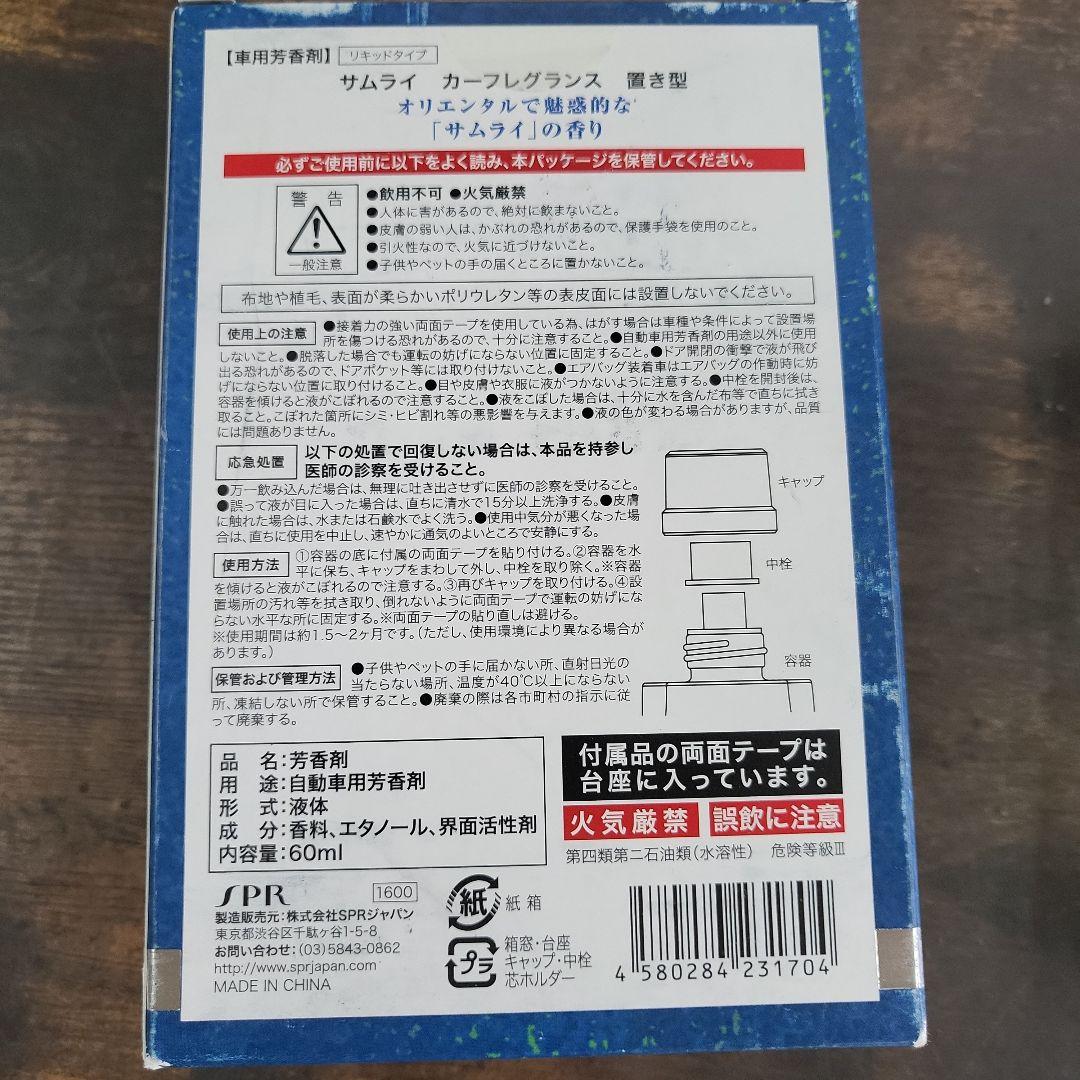 【車用芳香剤】 リキッドタイプ
サムライ カーフレグランス 置き型
オリエンタルで魅惑的な
「サムライ」の香り
必ずご使用前に以下をよく読み、本パッケージを保管してください。
警告
一般注意
●飲用不可 ●火気厳禁
●人体に害があるので、絶対に飲まないこと。
●皮膚の弱い人は、かぶれの恐れがあるので、保護手袋を使用のこと。
●引火性なので、火気に近づけないこと。
●子供やペットの手の届くところに置かないこと。
布地や植毛、表面が柔らかいポリウレタン等の表皮面には設置しないでください。
使用上の注意 ●接着力の強い両面テープを使用している為、はがす場合は車種や条件によって設置場
所を傷つける恐れがあるので、十分に注意すること。●自動車用芳香剤の用途以外に使用
しないこと。●脱落した場合でも運転の妨げにならない位置に固定すること。●ドア開閉の衝撃で液が飛び
出る恐れがあるので、ドアポケット等には取り付けないこと。●エアバッグ装着車はエアバッグの作動時に妨
げにならない位置に取り付けること。●目や皮膚や衣服に液がつかないように注意する。●中栓を開封後は、
容器を傾けると液がこぼれるので注意すること。●液をこぼした場合は、十分に水を含んだ布等で直ちに拭き
取ること。こぼれた箇所にシミ・ヒビ割れ等の悪影響を与えます。●液の色が変わる場合がありますが、品質
には問題ありません。
応急処置 以下の処置で回復しない場合は、本品を持参し
医師の診察を受けること。
●万一飲み込んだ場合は、無理に吐き出させずに医師の診察を受けること。
●誤って液が目に入った場合は、直ちに清水で15分以上洗浄する。●皮膚
に触れた場合は、水または石鹸水でよく洗う。●使用中気分が悪くなった場
合は、直ちに使用を中止し、速やかに通気のよいところで安静にする。
使用方法 ①容器の底に付属の両面テープを貼り付ける。②容器を水
平に保ち、キャップをまわして外し、中栓を取り除く。※容器
を傾けると液がこぼれるので注意する。③再びキャップを取り付ける。④設
置場所の汚れ等を拭き取り、倒れないように両面テープで運転の妨げにな
らない水平な所に固定する。※両面テープの貼り直しは避ける。
※使用期間は約1.5〜2ヶ月です。(ただし、使用環境により異なる場合が
あります。)
保管および管理方法 ●子供やペットの手に届かない所、直射日光の
当たらない場所、温度が40℃以上にならない
所、凍結しない所で保管すること。●廃棄の際は各市町村の指示に従
って廃棄する。
キャップ
中栓
容器
品 名:芳香剤
用 途:自動車用芳香剤
形 式:液体
成 分:香料、エタノール、界面活性剤
内容量:60ml
付属品の両面テープは
台座に入っています。
火気厳禁 誤飲に注意
第四類第二石油類(水溶性) 危険等級Ⅲ
SPR 1600
製造販売元:株式会社SPRジャパン
東京都渋谷区千駄ヶ谷1-5-8
お問い合わせ:(03)5843-0862
http://www.sprjapan.com
MADE IN CHINA
紙 紙箱
プラ 箱窓・台座
キャップ・中栓
芯ホルダー
4 580284 231704